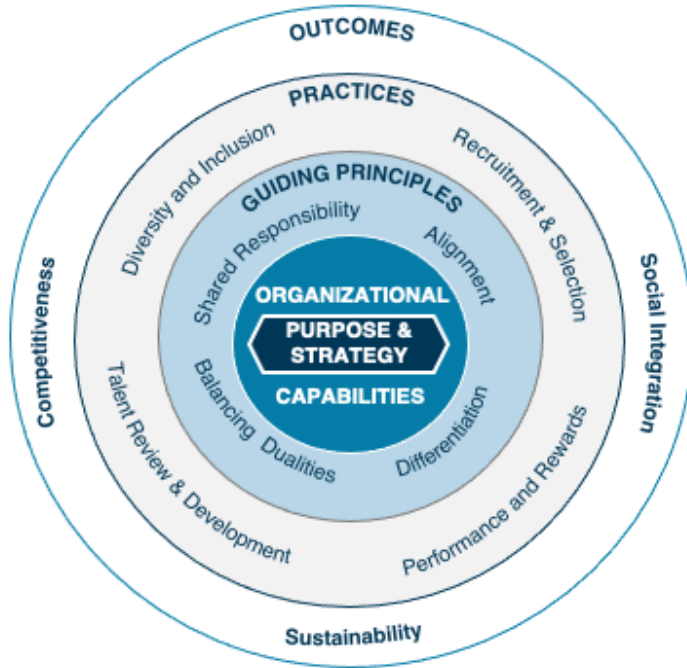 OUTCOMES
PRACTICES
Diversity and Inclusion
Recruitment & Selection
GUIDING PRINCIPLES
Shared Responsibility
Alignment
ORGANIZATIONAL
PURPOSE &
STRATEGY
CAPABILITIES
Competitiveness
Social Integration
Balancing Dualities
Differentiation
Talent Review & Development
Performance and Rewards
Sustainability